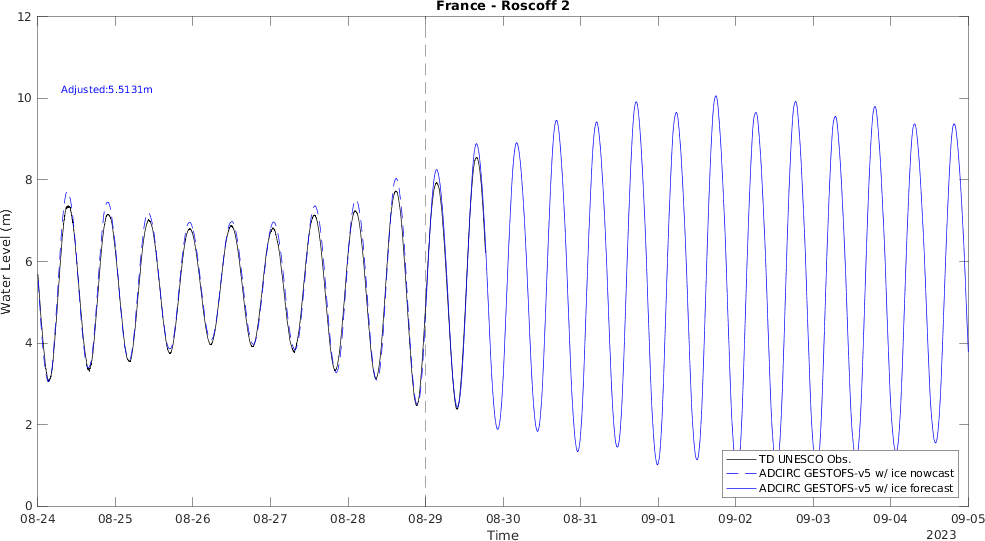 France - Roscoff 2
12
10
8
6
4
2
0
Water Level (m)
Adjusted:5.5131m
TD UNESCO Obs.
ADCIRC GESTOFS-v5 w/ ice nowcast
ADCIRC GESTOFS-v5 w/ ice forecast
08-24 08-25 08-26 08-27 08-28 08-29 08-30 08-31 09-01 09-02 09-03 09-04 09-05
Time
2023